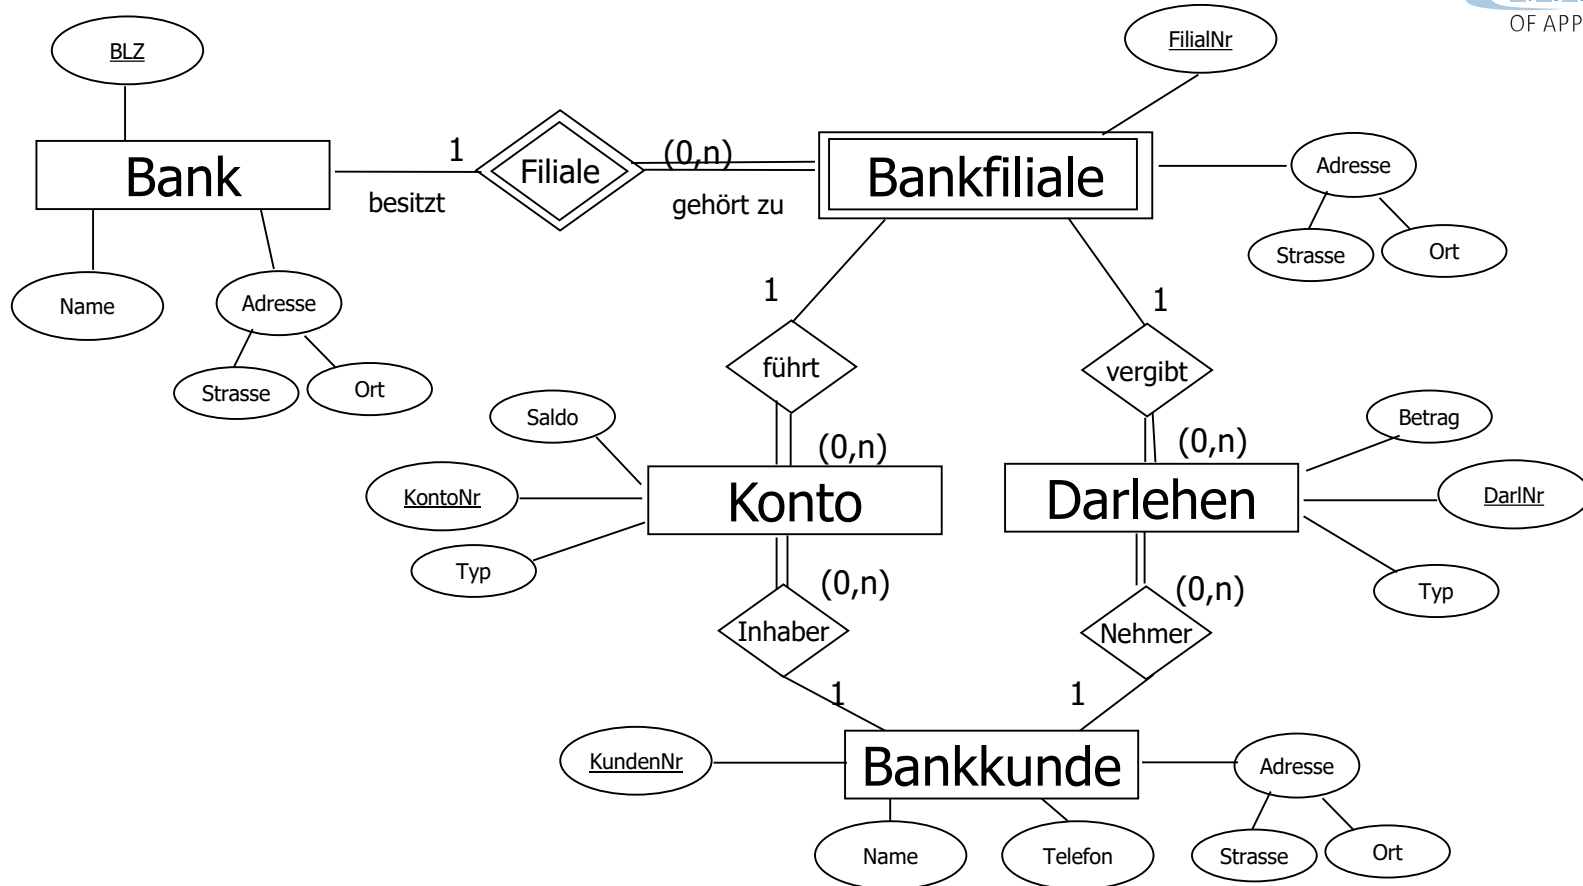 OF APP
BLZ
FilialNr
Bank
1
Filiale
(0,n)
Bankfiliale
Adresse
besitzt
gehört zu
Strasse
Ort
Name
Adresse
Strasse
Ort
1
1
führt
vergibt
Saldo
(0,n)
(0,n)
Betrag
KontoNr
Konto
Darlehen
DarlNr
Typ
(0,n)
(0,n)
Typ
Inhaber
Nehmer
1
1
KundenNr
Bankkunde
Adresse
Name
Telefon
Strasse
Ort